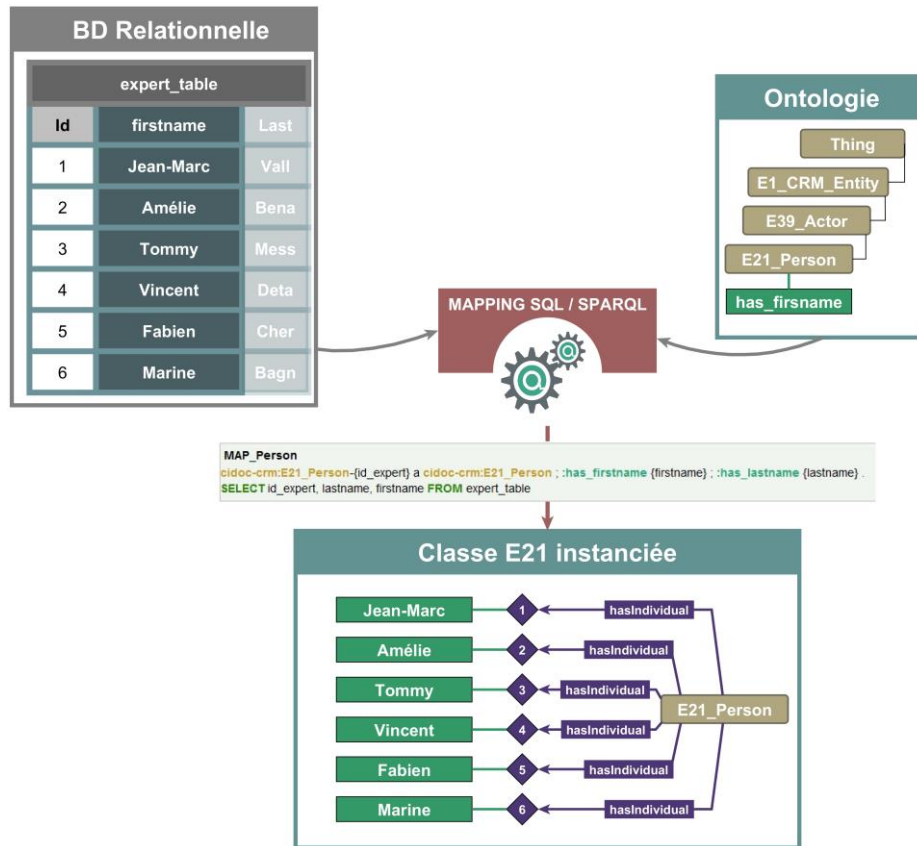 BD Relationnelle
expert_table
Id firstname Last
1 Jean-Marc Vall
2 Amélie Bena
3 Tommy Mess
4 Vincent Deta
5 Fabien Cher
6 Marine Bagn
Ontologie
Thing
E1_CRM_Entity
E39_Actor
E21_Person
has_firsname
MAPPING SQL / SPARQL
@
@
MAP_Person
cidoc-crm:E21_Person-{id_expert} a cidoc-crm:E21_Person ; :has_firstname {firstname} ; :has_lastname {lastname} .
SELECT id_expert, lastname, firstname FROM expert_table
Classe E21 instanciée
Jean-Marc 1 hasIndividual
Amélie 2 hasIndividual
Tommy 3 hasIndividual
E21_Person
Vincent 4 hasIndividual
Fabien 5 hasIndividual
Marine 6 hasIndividual